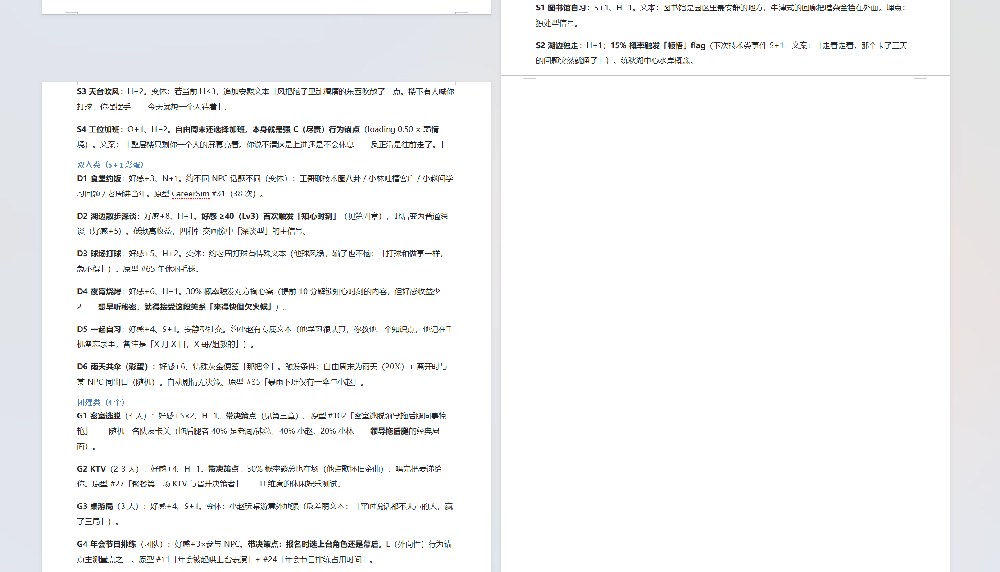 S1 图书馆自习：S+1、H−1。文本：图书馆是园区里最安静的地方，牛津式的回廊把嘈杂全挡在外面。埋点：
独处型信号。
S2 湖边独走：H+1；15% 概率触发「顿悟」flag（下次技术类事件 S+1，文案：「走着走着，那个卡了三天
的问题突然就通了」）。练秋湖中心水岸概念。
S3 天台吹风：H+2。变体：若当前 H≤3，追加安慰文本「风把脑子里乱糟糟的东西吹散了一点。楼下有人喊你
打球，你摆摆手——今天就想一个人待着」。
S4 工位加班：O+1、H−2。自由周末还选择加班，本身就是强 C（尽责）行为锚点（loading 0.50 × 弱情
境）。文案：「整层楼只剩你一个人的屏幕亮着。你说不清这是上进还是不会休息——反正活是往前走了。」
双人类（5 + 1 彩蛋）
D1 食堂约饭：好感+3、N+1。约不同 NPC 话题不同（变体）：王哥聊技术圈八卦 / 小林吐槽客户 / 小赵问学
习问题 / 老周讲当年。原型 CareerSim #31（38 次）。
D2 湖边散步深谈：好感+8、H+1。好感 ≥40（Lv3）首次触发「知心时刻」（见第四章），此后变为普通深
谈（好感+5）。低频高收益，四种社交画像中「深谈型」的主信号。
D3 球场打球：好感+5、H+2。变体：约老周打球有特殊文本（他球风稳，输了也不恼：「打球和做事一样，
急不得」）。原型 #65 午休羽毛球。
D4 夜宵烧烤：好感+6、H−1。30% 概率触发对方掏心窝（提前 10 分解锁知心时刻的内容，但好感收益少
2——想早听秘密，就得接受这段关系「来得快但欠火候」）。
D5 一起自习：好感+4、S+1。安静型社交。约小赵有专属文本（他学习很认真，你教他一个知识点，他记在手
机备忘录里，备注是「X 月 X 日，X 哥/姐教的」）。
D6 雨天共伞（彩蛋）：好感+6、特殊灰金便签「那把伞」。触发条件：自由周末为雨天（20%）+ 离开时与
某 NPC 同出口（随机）。自动剧情无决策。原型 #35「暴雨下班仅有一伞与小赵」。
团建类（4 个）
G1 密室逃脱（3 人）：好感+5×2、H−1。带决策点（见第三章）。原型 #102「密室逃脱领导拖后腿同事惊
艳」——随机一名队友卡关（拖后腿者 40% 是老周/熊总，40% 小赵，20% 小林——领导拖后腿的经典局
面）。
G2 KTV（2-3 人）：好感+4、H−1。带决策点：30% 概率熊总也在场（他点歌怀旧金曲），唱完把麦递给
你。原型 #27「聚餐第二场 KTV 与晋升决策者」——D 维度的休闲娱乐测试。
G3 桌游局（3 人）：好感+4、S+1。变体：小赵玩桌游意外地强（反差萌文本：「平时说话都不大声的人，赢
了三局」）。
G4 年会节目排练（团队）：好感+3×参与 NPC。带决策点：报名时选上台角色还是幕后。E（外向性）行为锚
点主测量点之一。原型 #11「年会被起哄上台表演」+ #24「年会节目排练占用时间」。